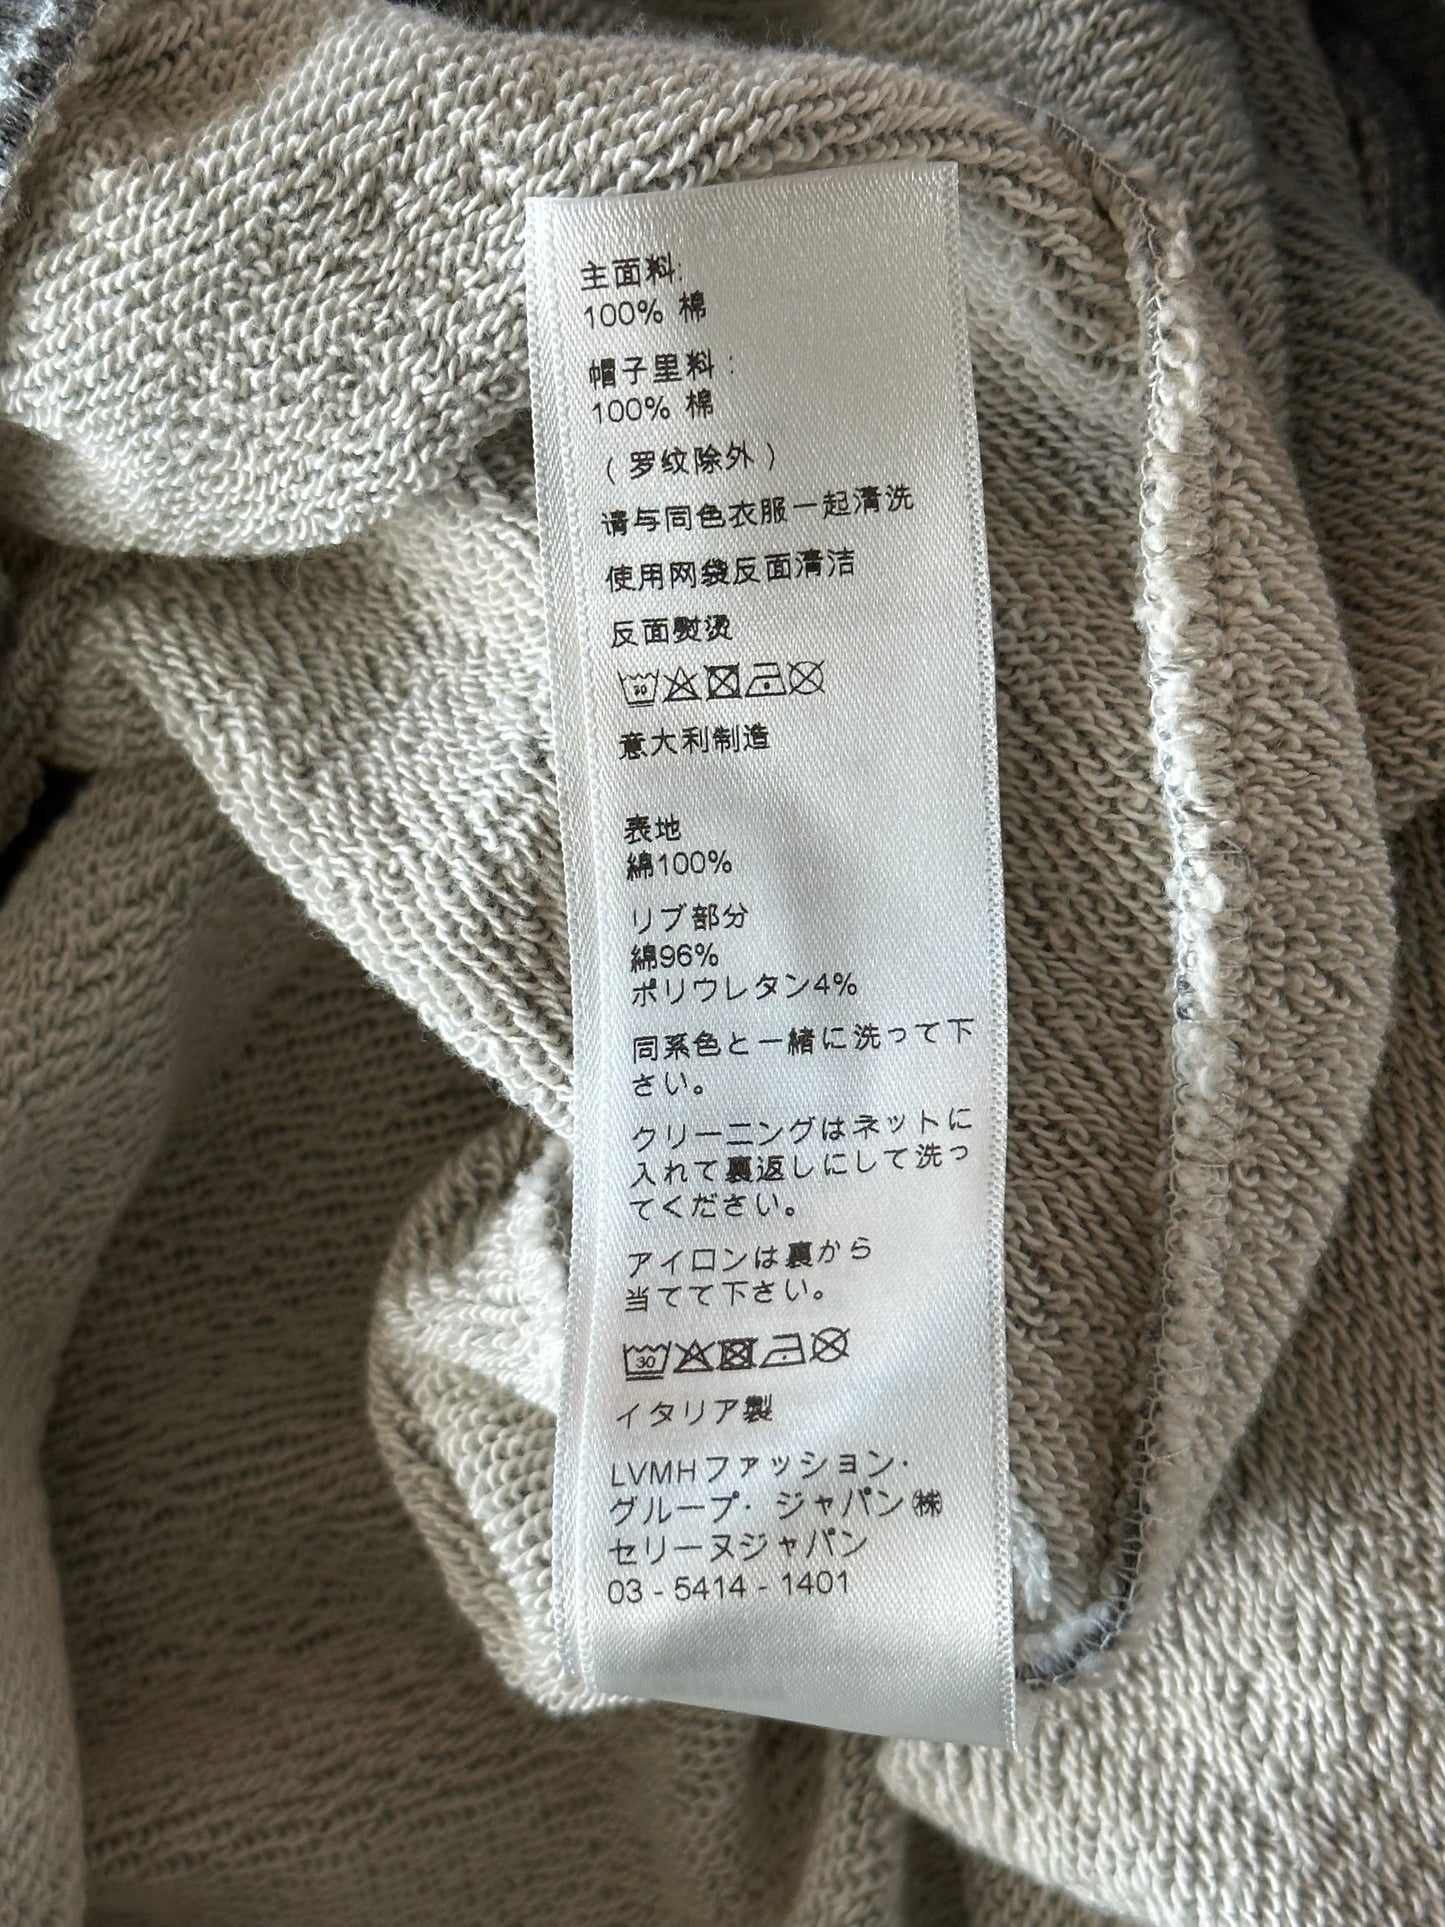 主面料:
100% 棉
帽子里料:
100% 棉
(罗纹除外)
请与同色衣服一起清洗
使用网袋反面清洁
反面熨烫
30
意大利制造
表地
綿100%
リブ部分
綿96%
ポリウレタン4%
同系色と一緒に洗って下
さい。
クリーニングはネットに
入れて裏返しにして洗っ
てください。
アイロンは裏から
当てて下さい。
30
イタリア製
LVMHファッション・
グループ・ジャパン㈱
セリーヌジャパン
03 - 5414 - 1401